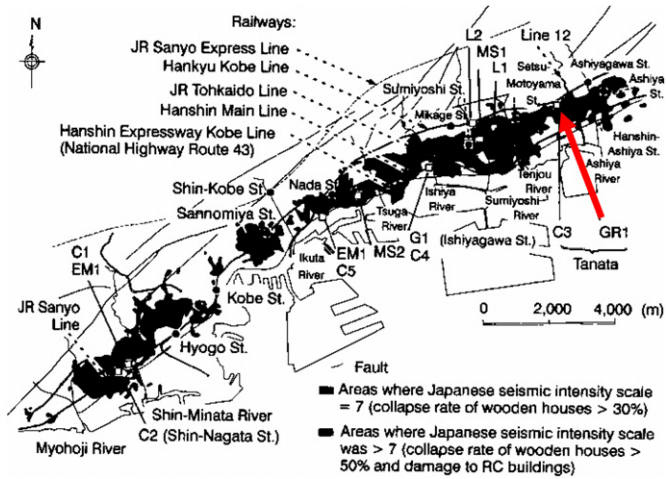 N
Railways:
JR Sanyo Express Line
Hankyu Kobe Line
JR Tohkaido Line
Hanshin Main Line
Hanshin Expressway Kobe Line
(National Highway Route 43)
L2
MS1
L1
Line 12
Setsu-
Motoyama
St.
Ashiyagawa St.
Ashiya
St.
Sumiyoshi St.
Mikage St.
Hanshin-
Ashiya St.
Ashiya
River
Tenjou
River
Sumiyoshi
River
Ishiya
River
(Ishiyagawa St.)
C3
GR1
Tanata
Shin-Kobe St.
Nada St.
Sannomiya St.
Tsuga
River
G1
C4
MS2
EM1
C5
Ikuta
River
Kobe St.
C1
EM1
JR Sanyo
Line
Hyogo St.
Shin-Minata River
C2 (Shin-Nagata St.)
Myohoji River
0 2,000 4,000 (m)
Fault
Areas where Japanese seismic intensity scale
= 7 (collapse rate of wooden houses > 30%)
Areas where Japanese seismic intensity scale
was > 7 (collapse rate of wooden houses >
50% and damage to RC buildings)